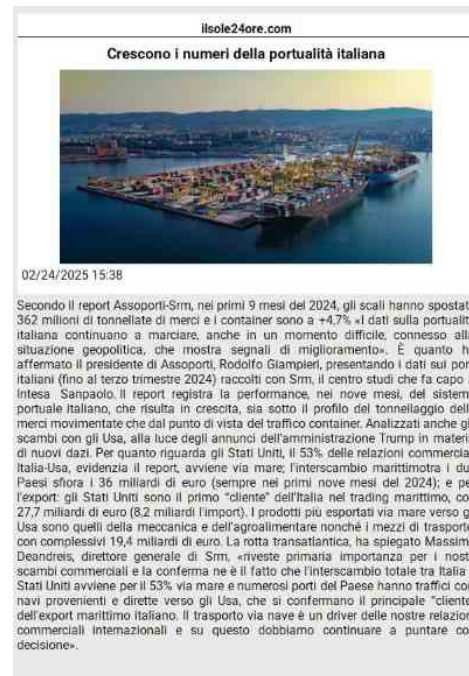 ilsole24ore.com
Crescono i numeri della portualità italiana
02/24/2025 15:38
Secondo il report Assoporti-Srm, nei primi 9 mesi del 2024, gli scali hanno spostat
362 milioni di tonnellate di merci e i container sono a +4,7% «I dati sulla portualit
italiana continuano a marciare, anche in un momento difficile, connesso all
situazione geopolitica, che mostra segnali di miglioramento». È quanto h
affermato il presidente di Assoporti, Rodolfo Giampieri, presentando i dati sui por
italiani (fino al terzo trimestre 2024) raccolti con Srm, il centro studi che fa capo
Intesa Sanpaolo. Il report registra la performance, nei nove mesi, del sistem
portuale italiano, che risulta in crescita, sia sotto il profilo del tonnellaggio dell
merci movimentate che dal punto di vista del traffico container. Analizzati anche g
scambi con gli Usa, alla luce degli annunci dell'amministrazione Trump in materi
di nuovi dazi. Per quanto riguarda gli Stati Uniti, il 53% delle relazioni commercia
Italia-Usa, evidenzia il report, avviene via mare; l'interscambio marittimotra i du
Paesi sfiora i 36 miliardi di euro (sempre nei primi nove mesi del 2024); e pe
l'export: gli Stati Uniti sono il primo "cliente" dell'Italia nel trading marittimo, co
27,7 miliardi di euro (8,2 miliardi l'import). I prodotti più esportati via mare verso g
Usa sono quelli della meccanica e dell'agroalimentare nonché i mezzi di trasport
con complessivi 19,4 miliardi di euro. La rotta transatlantica, ha spiegato Massim
Deandreis, direttore generale di Srm, «riveste primaria importanza per i nost
scambi commerciali e la conferma ne è il fatto che l'interscambio totale tra Italia
Stati Uniti avviene per il 53% via mare e numerosi porti del Paese hanno traffici co
navi provenienti e dirette verso gli Usa, che si confermano il principale "cliente
dell'export marittimo italiano. Il trasporto via nave è un driver delle nostre relazior
commerciali internazionali e su questo dobbiamo continuare a puntare co
decisione».